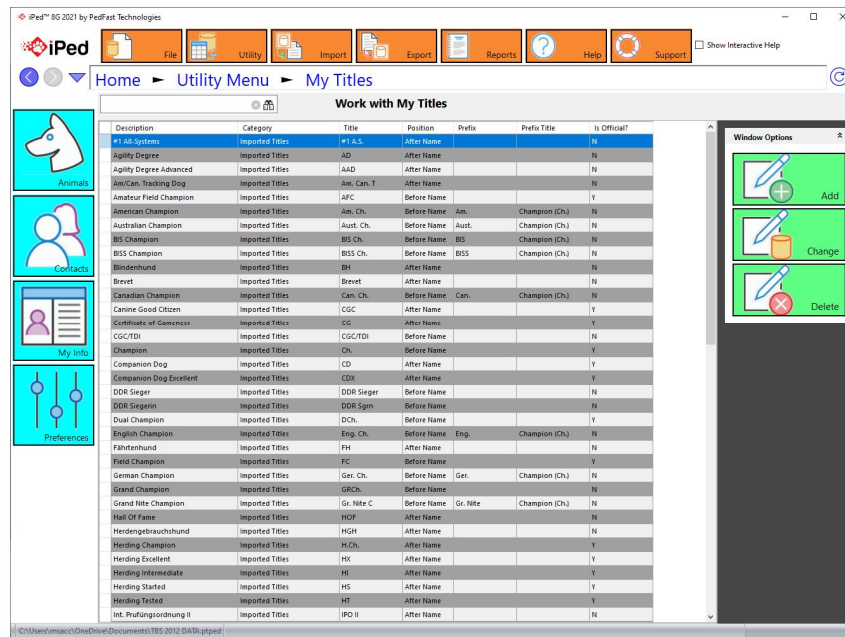 iPed™ 8G 2021 by PedFast Technologies
iPed File Utility Import Export Reports Help Support Show Interactive Help
Home ► Utility Menu ► My Titles
Work with My Titles
Animals
Contacts
My Info
Preferences
Description Category Title Position Prefix Prefix Title Is Official?
#1 All-Systems Imported Titles #1 A.S. After Name N
Agility Degree Imported Titles AD After Name N
Agility Degree Advanced Imported Titles AAD After Name N
Am/Can. Tracking Dog Imported Titles Am. Can. T After Name N
Amateur Field Champion Imported Titles AFC Before Name Y
American Champion Imported Titles Am. Ch. Before Name Am. Champion (Ch.) N
Australian Champion Imported Titles Aust. Ch. Before Name Aust. Champion (Ch.) N
BIS Champion Imported Titles BIS Ch. Before Name BIS Champion (Ch.) N
BISS Champion Imported Titles BISS Ch. Before Name BISS Champion (Ch.) N
Blindenhund Imported Titles BH After Name N
Brevet Imported Titles Brevet After Name N
Canadian Champion Imported Titles Can. Ch. Before Name Can. Champion (Ch.) N
Canine Good Citizen Imported Titles CGC After Name Y
Certificate of Gameness Imported Titles CG After Name Y
CGC/TDI Imported Titles CGC/TDI Before Name N
Champion Imported Titles Ch. Before Name Y
Companion Dog Imported Titles CD After Name Y
Companion Dog Excellent Imported Titles CDX After Name Y
DDR Sieger Imported Titles DDR Sieger Before Name N
DDR Siegerin Imported Titles DDR Sgrn Before Name N
Dual Champion Imported Titles DCh. Before Name Y
English Champion Imported Titles Eng. Ch. Before Name Eng. Champion (Ch.) N
Fährtenhund Imported Titles FH After Name N
Field Champion Imported Titles FC Before Name Y
German Champion Imported Titles Ger. Ch. Before Name Ger. Champion (Ch.) N
Grand Champion Imported Titles GRCh. Before Name N
Grand Nite Champion Imported Titles Gr. Nite C Before Name Gr. Nite Champion (Ch.) N
Hall Of Fame Imported Titles HOF After Name N
Herdengebrauchshund Imported Titles HGH After Name N
Herding Champion Imported Titles H.Ch. After Name Y
Herding Excellent Imported Titles HX After Name Y
Herding Intermediate Imported Titles HI After Name Y
Herding Started Imported Titles HS After Name Y
Herding Tested Imported Titles HT After Name Y
Int. Prüfungsordnung II Imported Titles IPO II After Name N
Window Options
Add
Change
Delete
C:\Users\msacc\OneDrive\Documents\TBS 2012 DATA.ptped